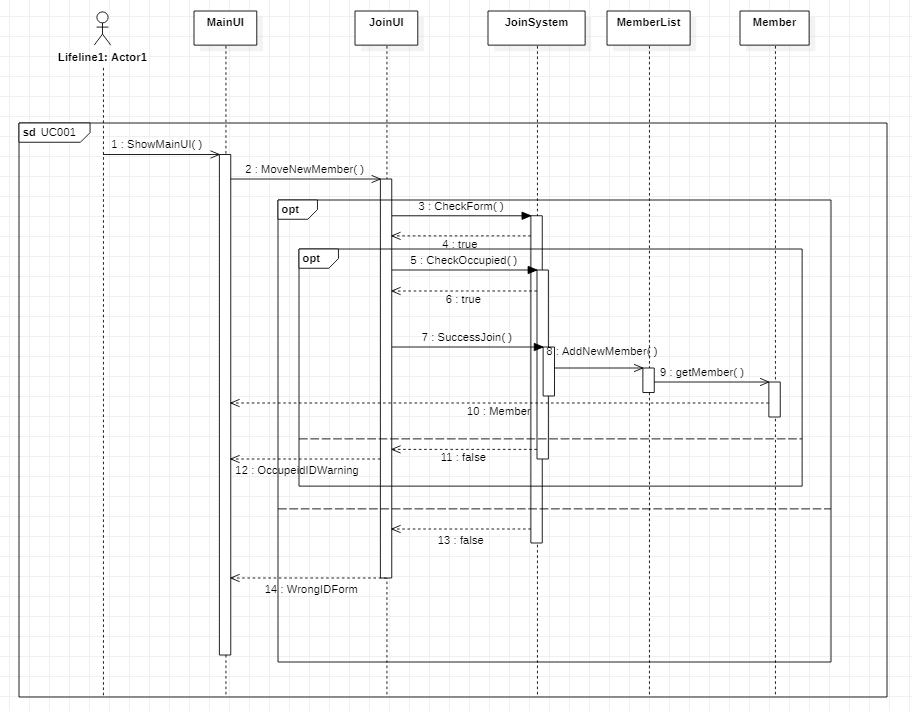 MainUI
JoinUI
JoinSystem
MemberList
Member
Lifeline1: Actor1
sd UC001
1 : ShowMainUI( )
2 : MoveNewMember( )
opt
3 : CheckForm( )
4 : true
opt
5 : CheckOccupied( )
6 : true
7 : SuccessJoin( )
8 : AddNewMember( )
9 : getMember( )
10 : Member
11 : false
12 : OccupeidIDWarning
13 : false
14 : WrongIDForm